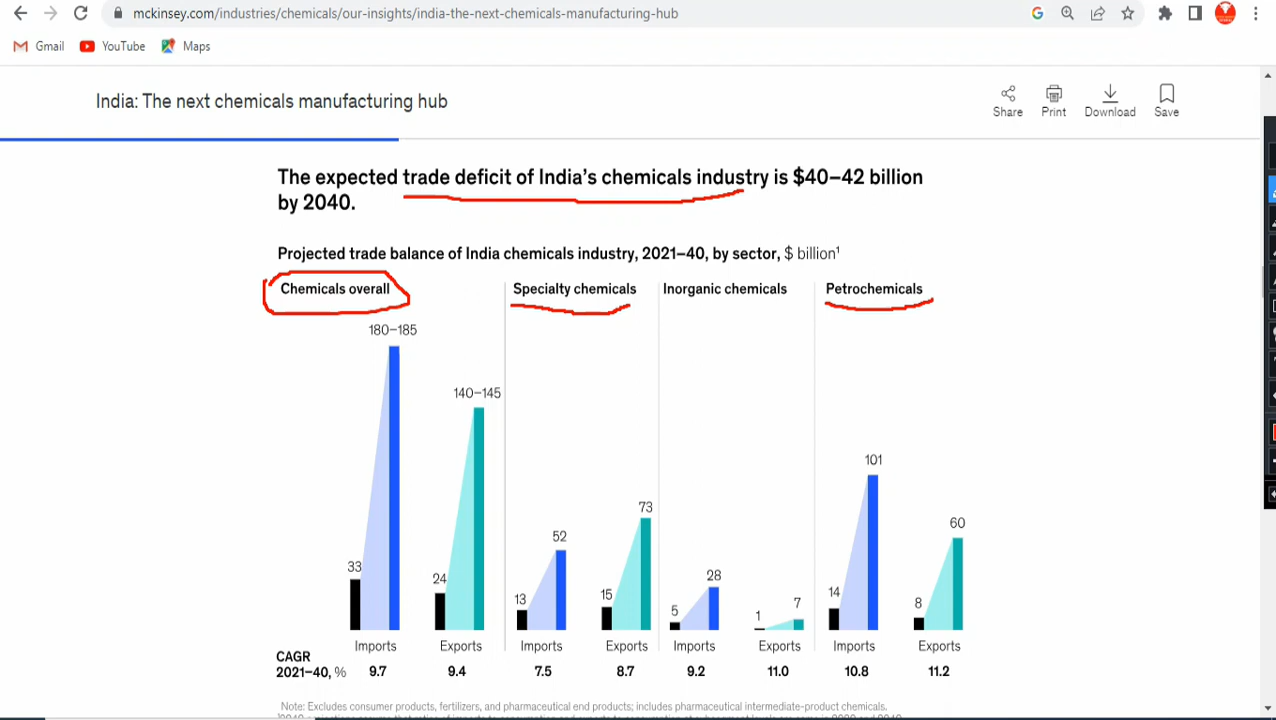 mckinsey.com/industries/chemicals/our-insights/india-the-next-chemicals-manufacturing-hub
Gmail YouTube Maps
India: The next chemicals manufacturing hub
Share Print Download Save
The expected trade deficit of India's chemicals industry is $40–42 billion
by 2040.
Projected trade balance of India chemicals industry, 2021–40, by sector, $ billion¹
Chemicals overall Specialty chemicals Inorganic chemicals Petrochemicals
180–185
140–145
101
73
60
52
33
28
24
15
14
13
8
7
5
1
Imports Exports Imports Exports Imports Exports Imports Exports
CAGR
2021–40, % 9.7 9.4 7.5 8.7 9.2 11.0 10.8 11.2
Note: Excludes consumer products, fertilizers, and pharmaceutical end products; includes pharmaceutical intermediate-product chemicals.